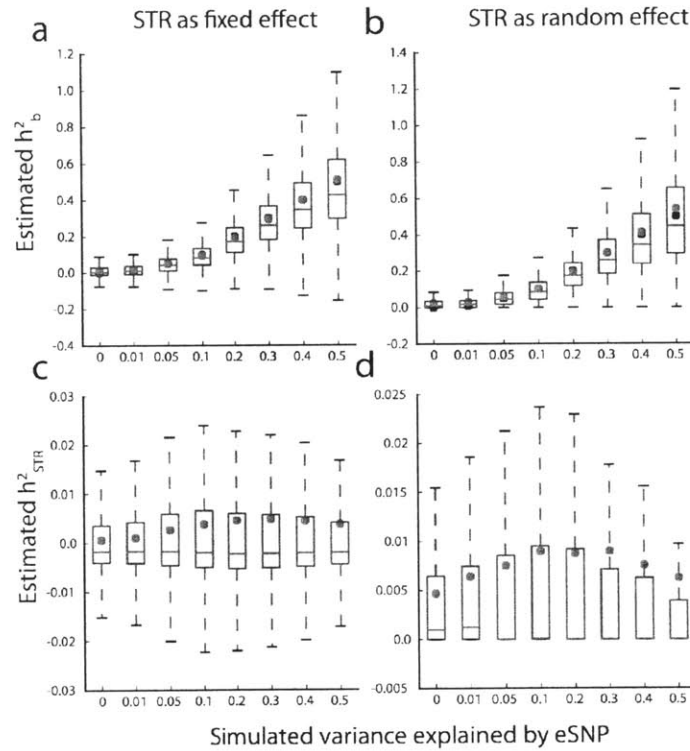 a STR as fixed effect
b STR as random effect
Estimated h²b
1.2
1.0
0.8
0.6
0.4
0.2
0.0
-0.2
-0.4
0 0.01 0.05 0.1 0.2 0.3 0.4 0.5
1.4
1.2
1.0
0.8
0.6
0.4
0.2
0.0
-0.2
0 0.01 0.05 0.1 0.2 0.3 0.4 0.5
c
d
Estimated h²STR
0.03
0.02
0.01
0.0
-0.01
-0.02
-0.03
0 0.01 0.05 0.1 0.2 0.3 0.4 0.5
0.025
0.02
0.015
0.01
0.005
0.0
-0.005
0 0.01 0.05 0.1 0.2 0.3 0.4 0.5
Simulated variance explained by eSNP